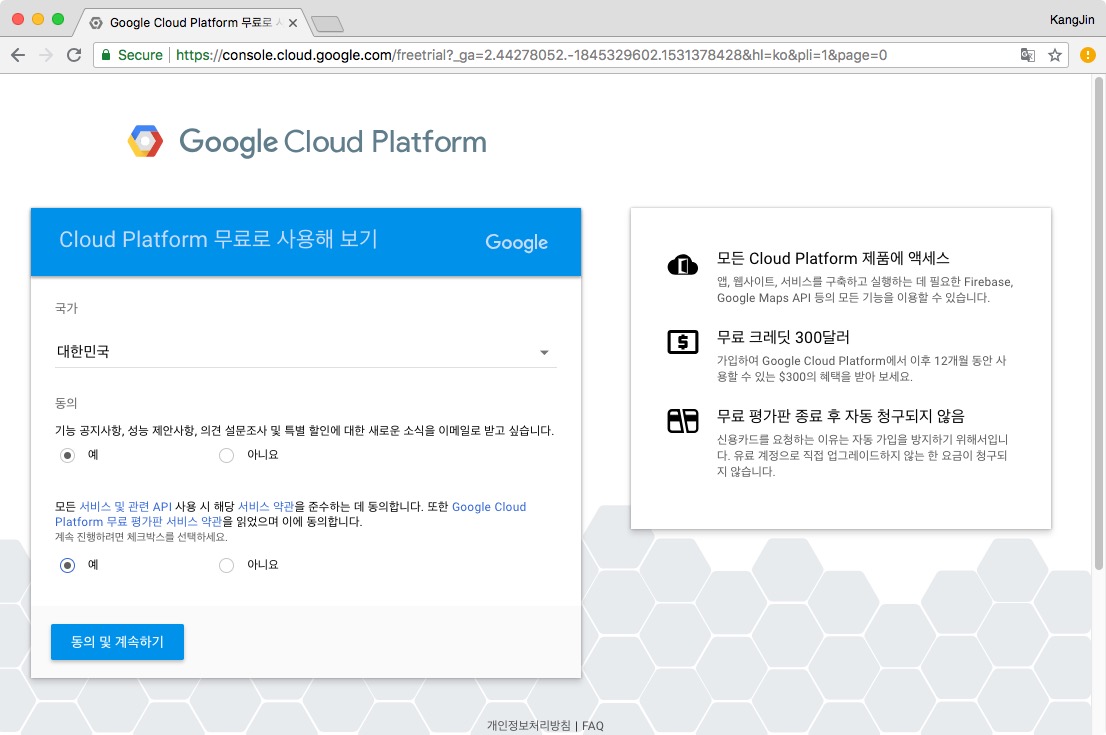 Google Cloud Platform 무료로
KangJin
Secure
https://console.cloud.google.com/freetrial?_ga=2.44278052.-1845329602.1531378428&hl=ko&pli=1&page=0
Google Cloud Platform
Cloud Platform 무료로 사용해 보기
Google
국가
대한민국
동의
기능 공지사항, 성능 제안사항, 의견 설문조사 및 특별 할인에 대한 새로운 소식을 이메일로 받고 싶습니다.
예
아니요
모든 서비스 및 관련 API 사용 시 해당 서비스 약관을 준수하는 데 동의합니다. 또한 Google Cloud
Platform 무료 평가판 서비스 약관을 읽었으며 이에 동의합니다.
계속 진행하려면 체크박스를 선택하세요.
예
아니요
동의 및 계속하기
모든 Cloud Platform 제품에 액세스
앱, 웹사이트, 서비스를 구축하고 실행하는 데 필요한 Firebase,
Google Maps API 등의 모든 기능을 이용할 수 있습니다.
무료 크레딧 300달러
가입하여 Google Cloud Platform에서 이후 12개월 동안 사
용할 수 있는 $300의 혜택을 받아 보세요.
무료 평가판 종료 후 자동 청구되지 않음
신용카드를 요청하는 이유는 자동 가입을 방지하기 위해서입니
다. 유료 계정으로 직접 업그레이드하지 않는 한 요금이 청구되
지 않습니다.
개인정보처리방침 | FAQ